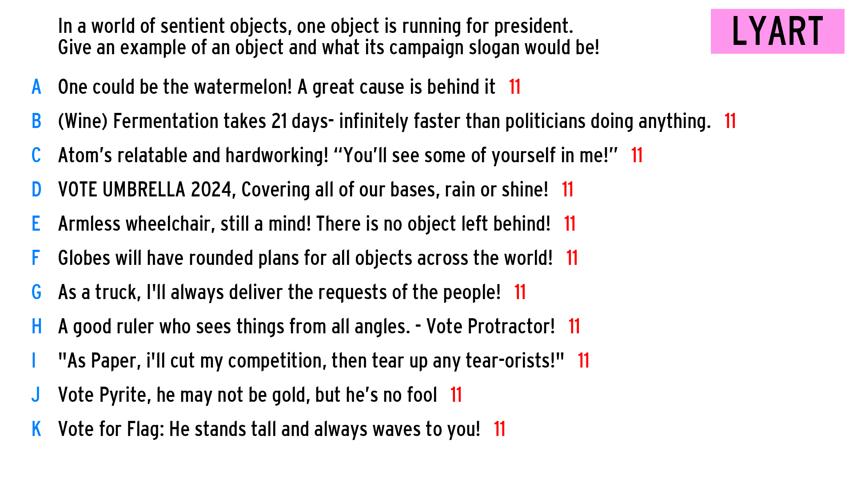 In a world of sentient objects, one object is running for president.
Give an example of an object and what its campaign slogan would be!
LYART
A One could be the watermelon! A great cause is behind it 11
B (Wine) Fermentation takes 21 days- infinitely faster than politicians doing anything. 11
C Atom's relatable and hardworking! “You'll see some of yourself in me!” 11
D VOTE UMBRELLA 2024, Covering all of our bases, rain or shine! 11
E Armless wheelchair, still a mind! There is no object left behind! 11
F Globes will have rounded plans for all objects across the world! 11
G As a truck, I'll always deliver the requests of the people! 11
H A good ruler who sees things from all angles. - Vote Protractor! 11
I "As Paper, i'll cut my competition, then tear up any tear-orists!" 11
J Vote Pyrite, he may not be gold, but he's no fool 11
K Vote for Flag: He stands tall and always waves to you! 11